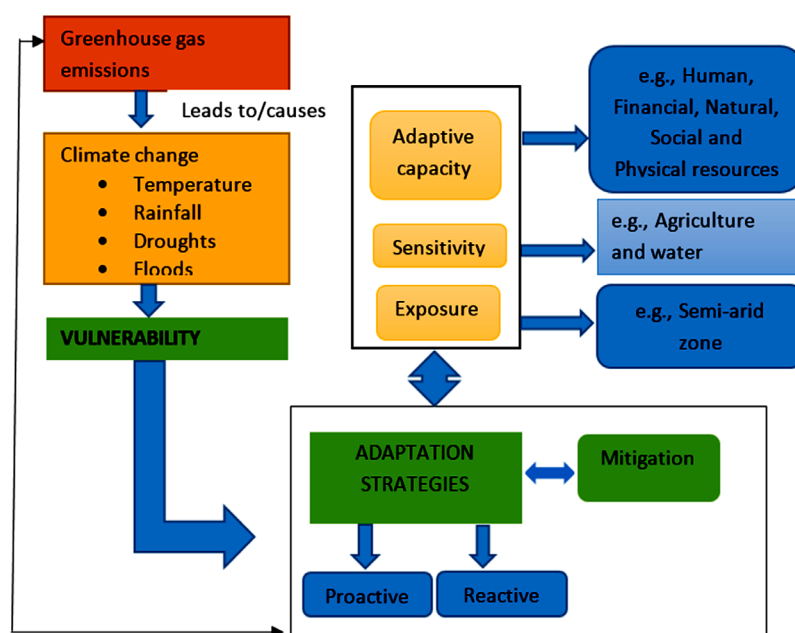 Greenhouse gas
emissions
Leads to/causes
Climate change
• Temperature
• Rainfall
• Droughts
• Floods
VULNERABILITY
Adaptive
capacity
Sensitivity
Exposure
e.g., Human,
Financial, Natural,
Social and
Physical resources
e.g., Agriculture
and water
e.g., Semi-arid
zone
ADAPTATION
STRATEGIES
Mitigation
Proactive
Reactive